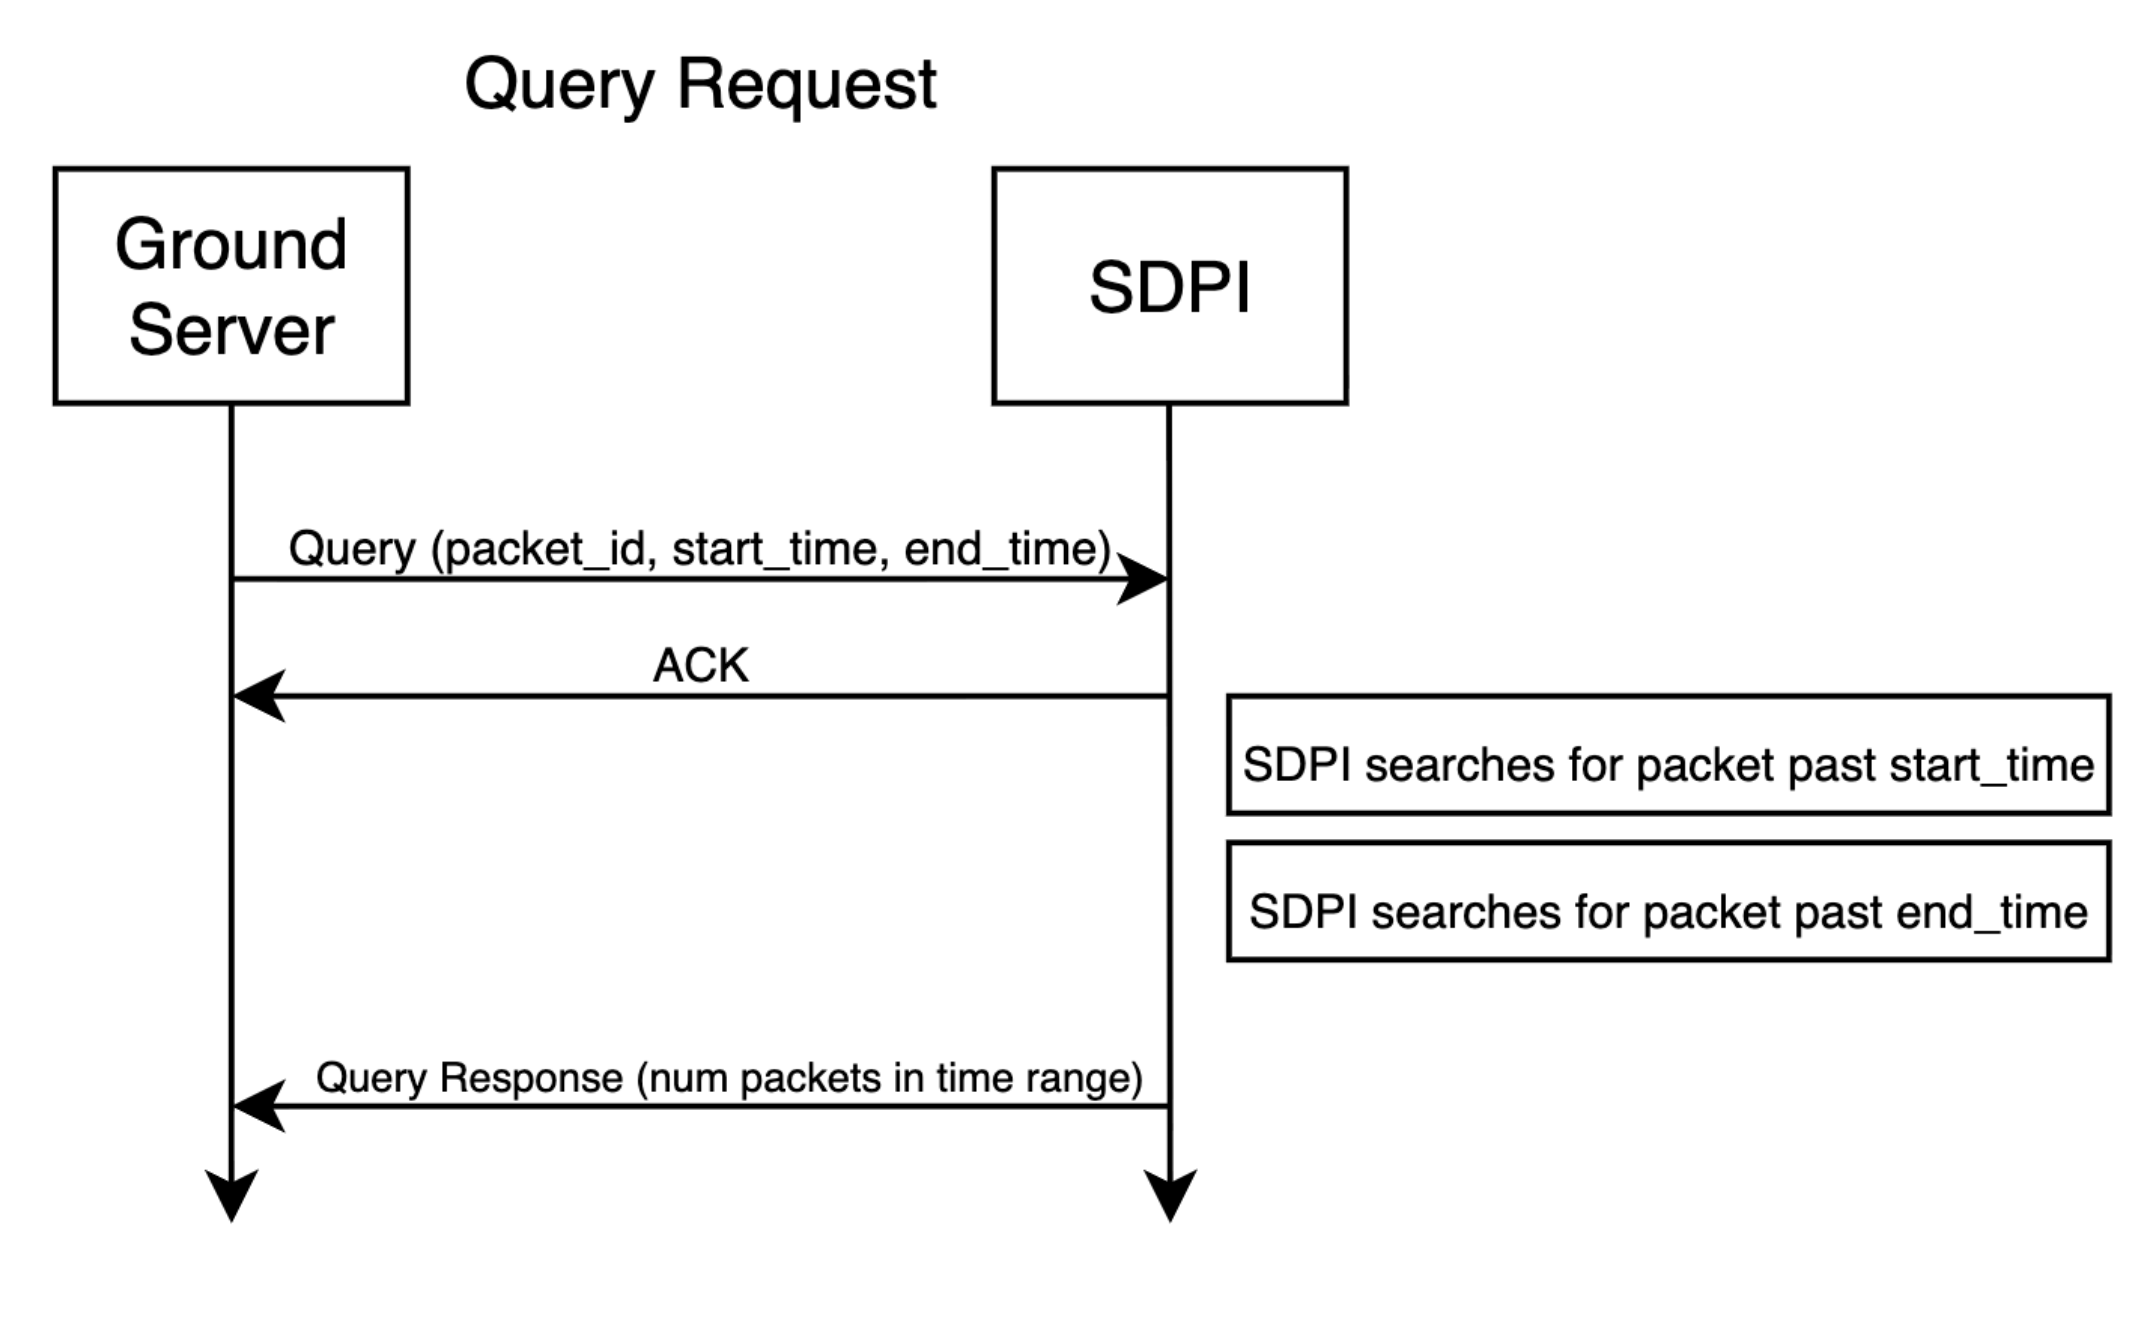 Query Request
Ground
Server
SDPI
Query (packet_id, start_time, end_time)
ACK
SDPI searches for packet past start_time
SDPI searches for packet past end_time
Query Response (num packets in time range)